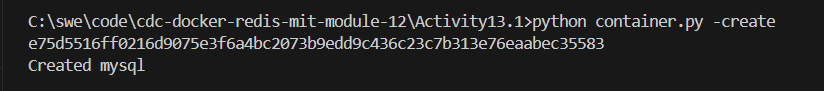 C:\swe\code\cdc-docker-redis-mit-module-12\Activity13.1>python container.py -create
e75d5516ff0216d9075e3f6a4bc2073b9edd9c436c23c7b313e76eaabec35583
Created mysql